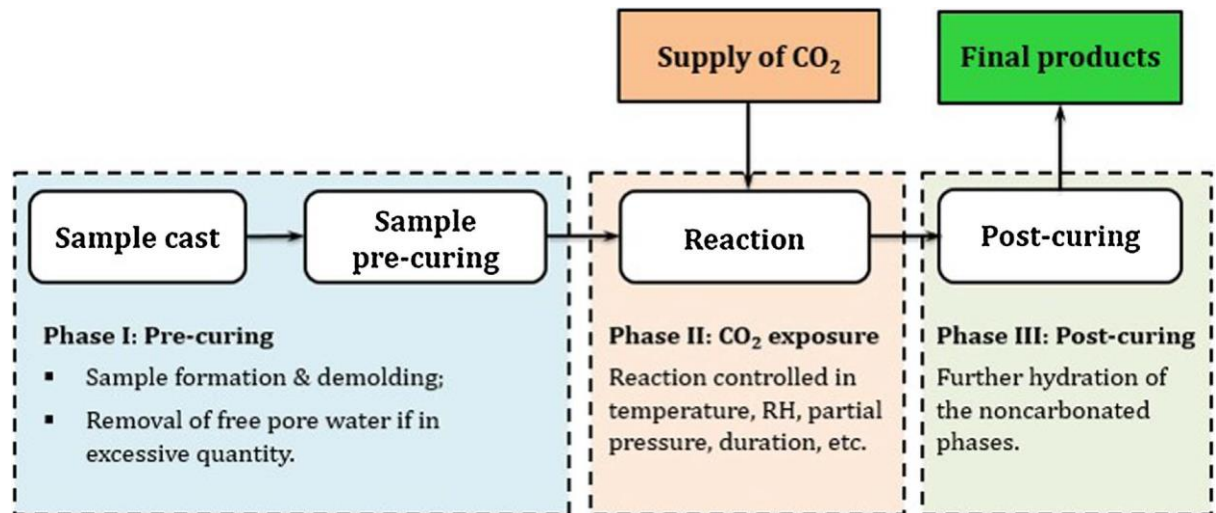 Supply of CO₂
Final products
Sample cast
Sample
pre-curing
Reaction
Post-curing
Phase I: Pre-curing
▪ Sample formation & demolding;
▪ Removal of free pore water if in
excessive quantity.
Phase II: CO₂ exposure
Reaction controlled in
temperature, RH, partial
pressure, duration, etc.
Phase III: Post-curing
Further hydration of
the noncarbonated
phases.